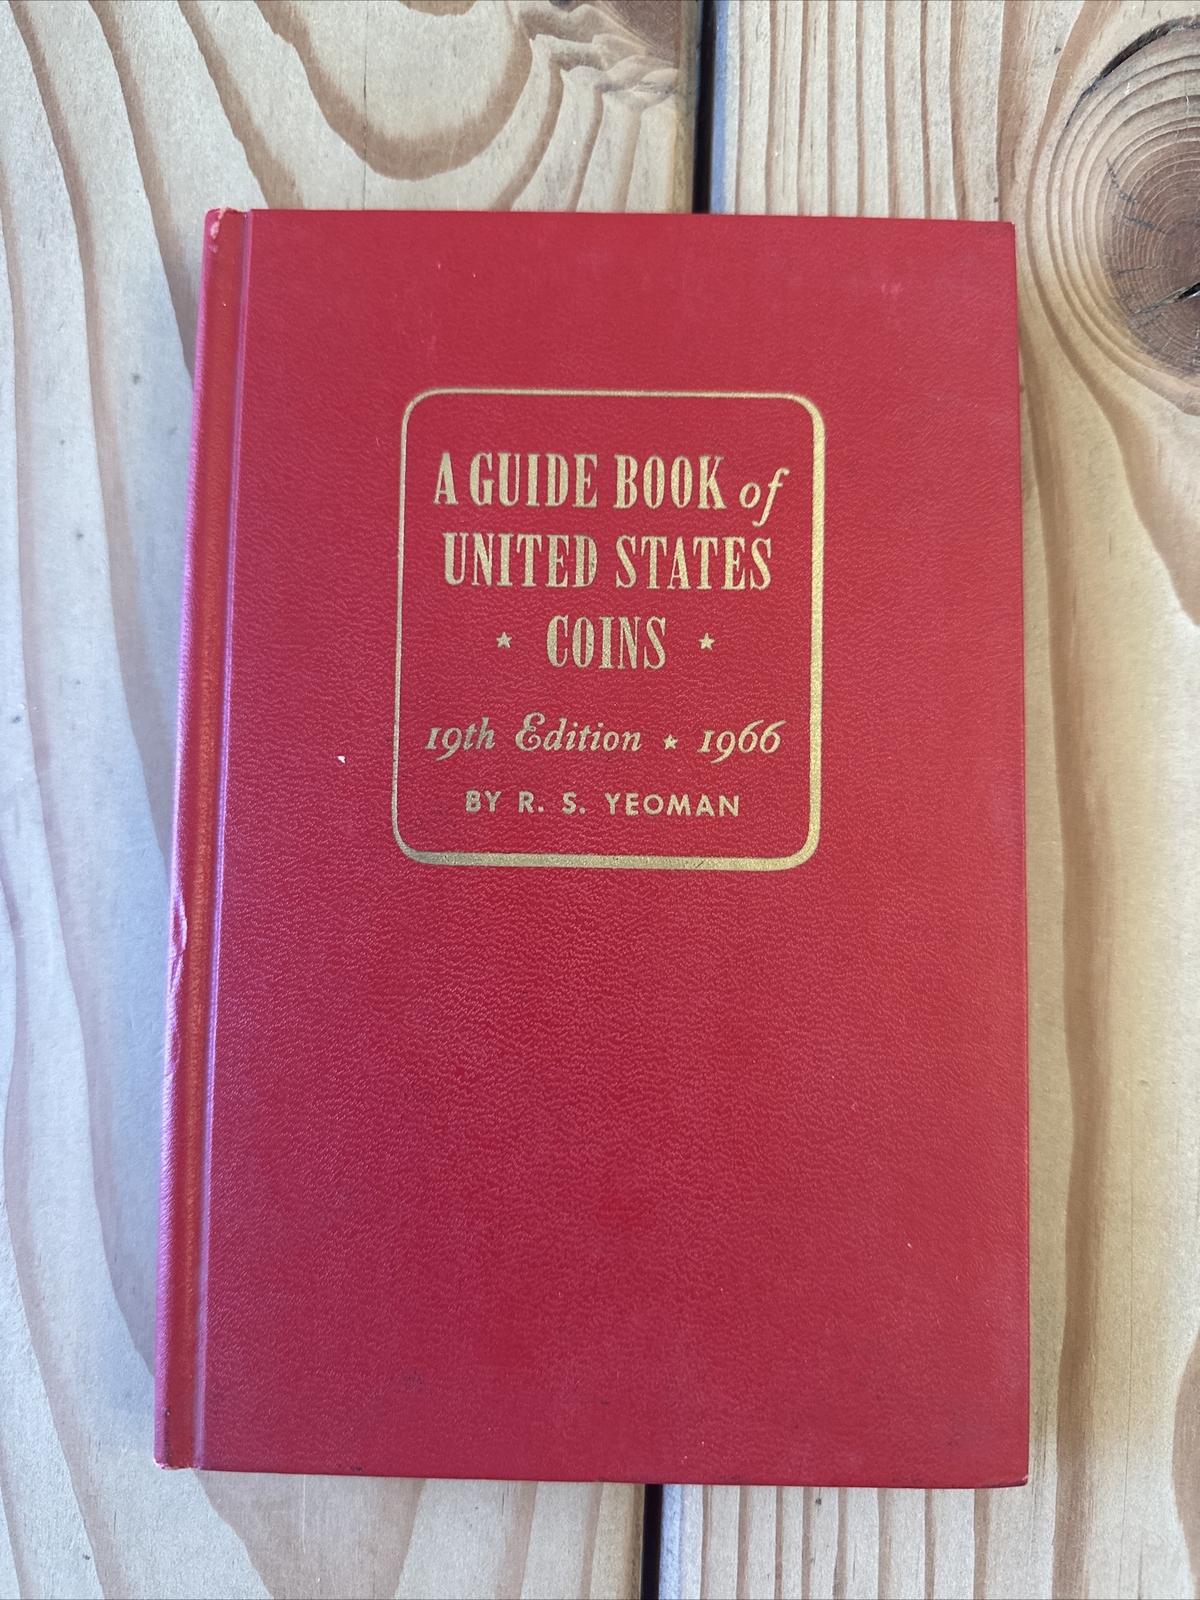 A GUIDE BOOK of
UNITED STATES
★ COINS ★
19th Edition ★ 1966
BY R. S. YEOMAN